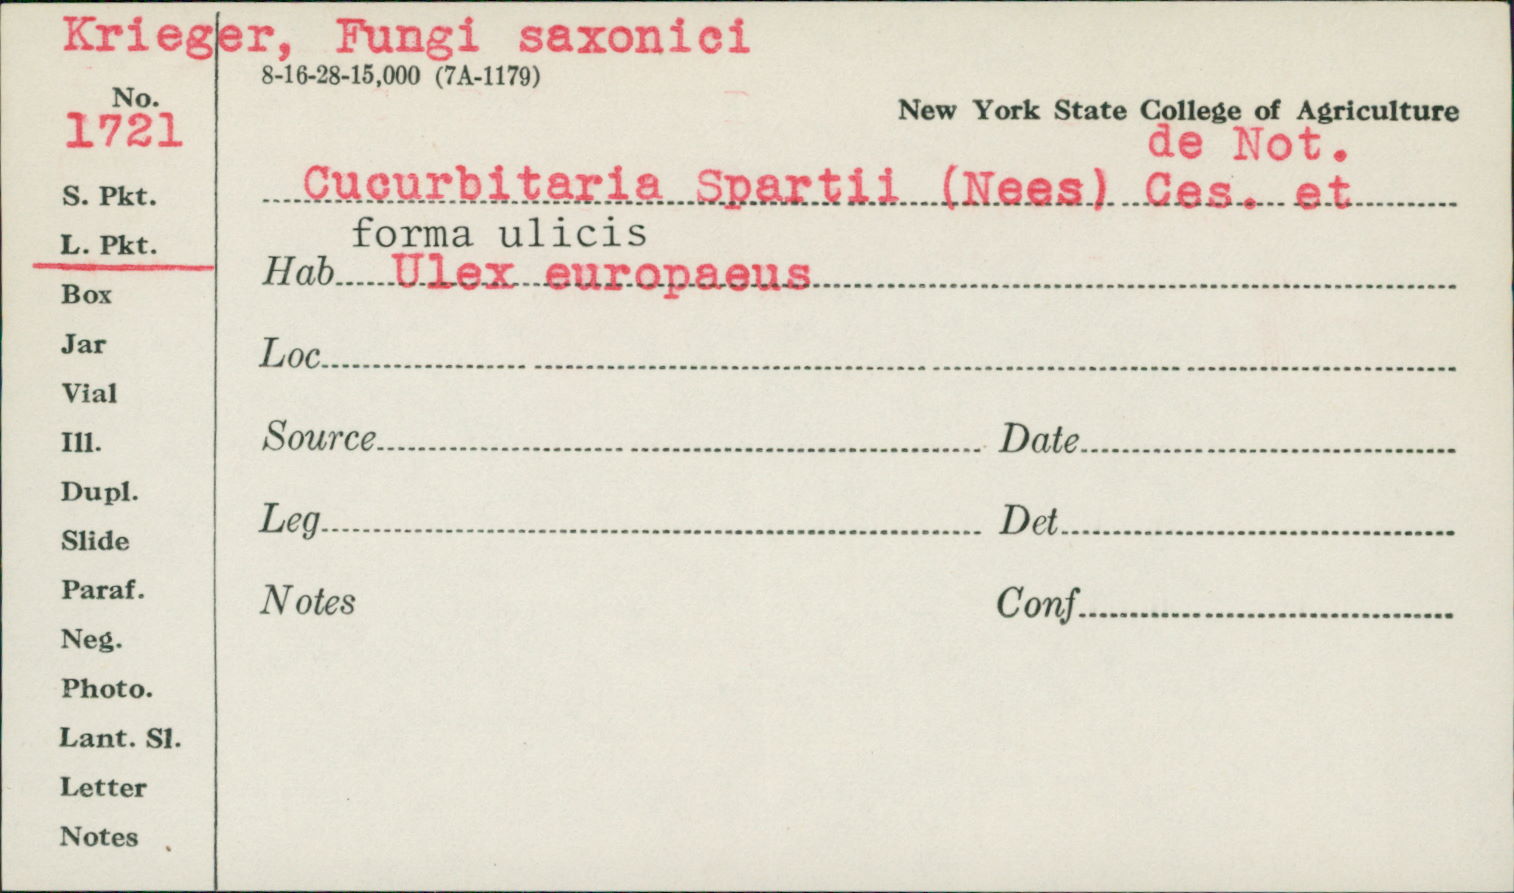 Krieger, Fungi saxonici
8-16-28-15,000 (7A-1179)
No.
1721
New York State College of Agriculture
de Not.
Cucurbitaria Spartii (Nees) Ces. et
forma ulicis
Hab Ulex europaeus
Loc
Source Date
Leg Det
Notes Conf
S. Pkt.
L. Pkt.
Box
Jar
Vial
Ill.
Dupl.
Slide
Paraf.
Neg.
Photo.
Lant. Sl.
Letter
Notes